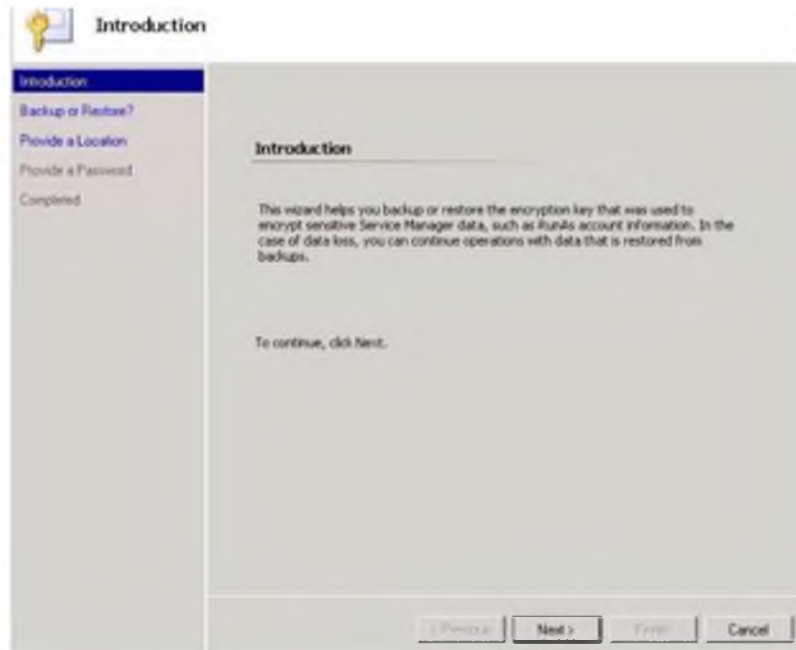 Introduction
Introduction
Backup or Restore?
Provide a Location
Provide a Password
Completed
Introduction
This wizard helps you backup or restore the encryption key that was used to
encrypt sensitive Service Manager data, such as RunAs account information. In the
case of data loss, you can continue operations with data that is restored from
backups.
To continue, click Next.
< Previous
Next >
Finish
Cancel